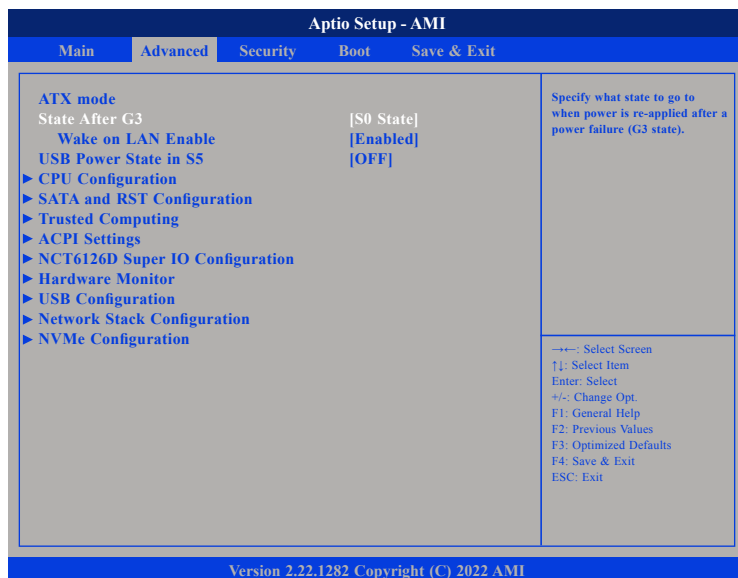 Aptio Setup - AMI
Main Advanced Security Boot Save & Exit
ATX mode
State After G3 [S0 State]
Wake on LAN Enable [Enabled]
USB Power State in S5 [OFF]
► CPU Configuration
► SATA and RST Configuration
► Trusted Computing
► ACPI Settings
► NCT6126D Super IO Configuration
► Hardware Monitor
► USB Configuration
► Network Stack Configuration
► NVMe Configuration
Specify what state to go to
when power is re-applied after a
power failure (G3 state).
→←: Select Screen
↑↓: Select Item
Enter: Select
+/-: Change Opt.
F1: General Help
F2: Previous Values
F3: Optimized Defaults
F4: Save & Exit
ESC: Exit
Version 2.22.1282 Copyright (C) 2022 AMI